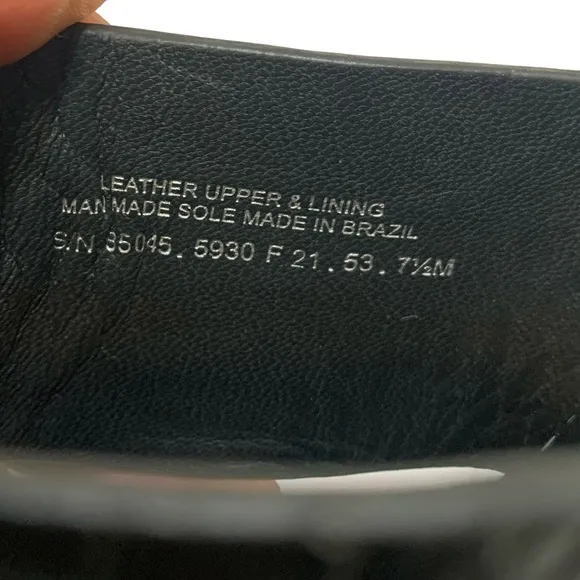 LEATHER UPPER & LINING
MAN MADE SOLE MADE IN BRAZIL
S/N 35045. 5930 F 21 . 53 . 7½M